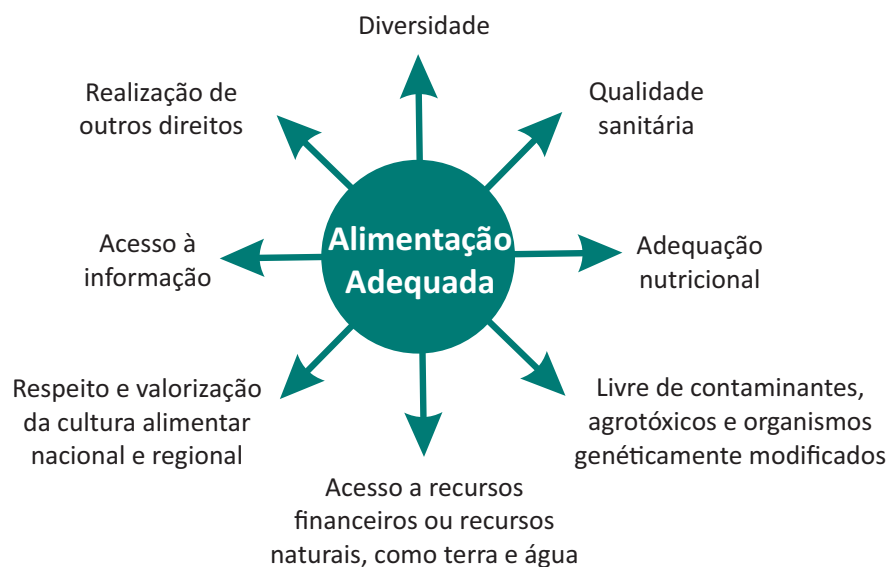 Diversidade
Realização de
outros direitos
Qualidade
sanitária
Alimentação
Adequada
Acesso à
informação
Adequação
nutricional
Respeito e valorização
da cultura alimentar
nacional e regional
Livre de contaminantes,
agrotóxicos e organismos
genéticamente modificados
Acesso a recursos
financeiros ou recursos
naturais, como terra e água